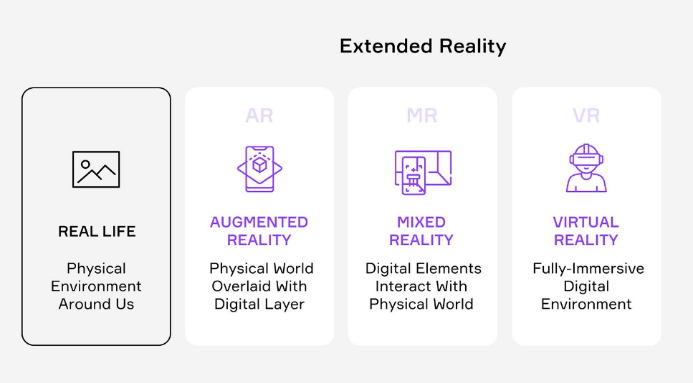 Extended Reality
REAL LIFE
Physical
Environment
Around Us
AR
AUGMENTED
REALITY
Physical World
Overlaid With
Digital Layer
MR
MIXED
REALITY
Digital Elements
Interact With
Physical World
VR
VIRTUAL
REALITY
Fully-Immersive
Digital
Environment